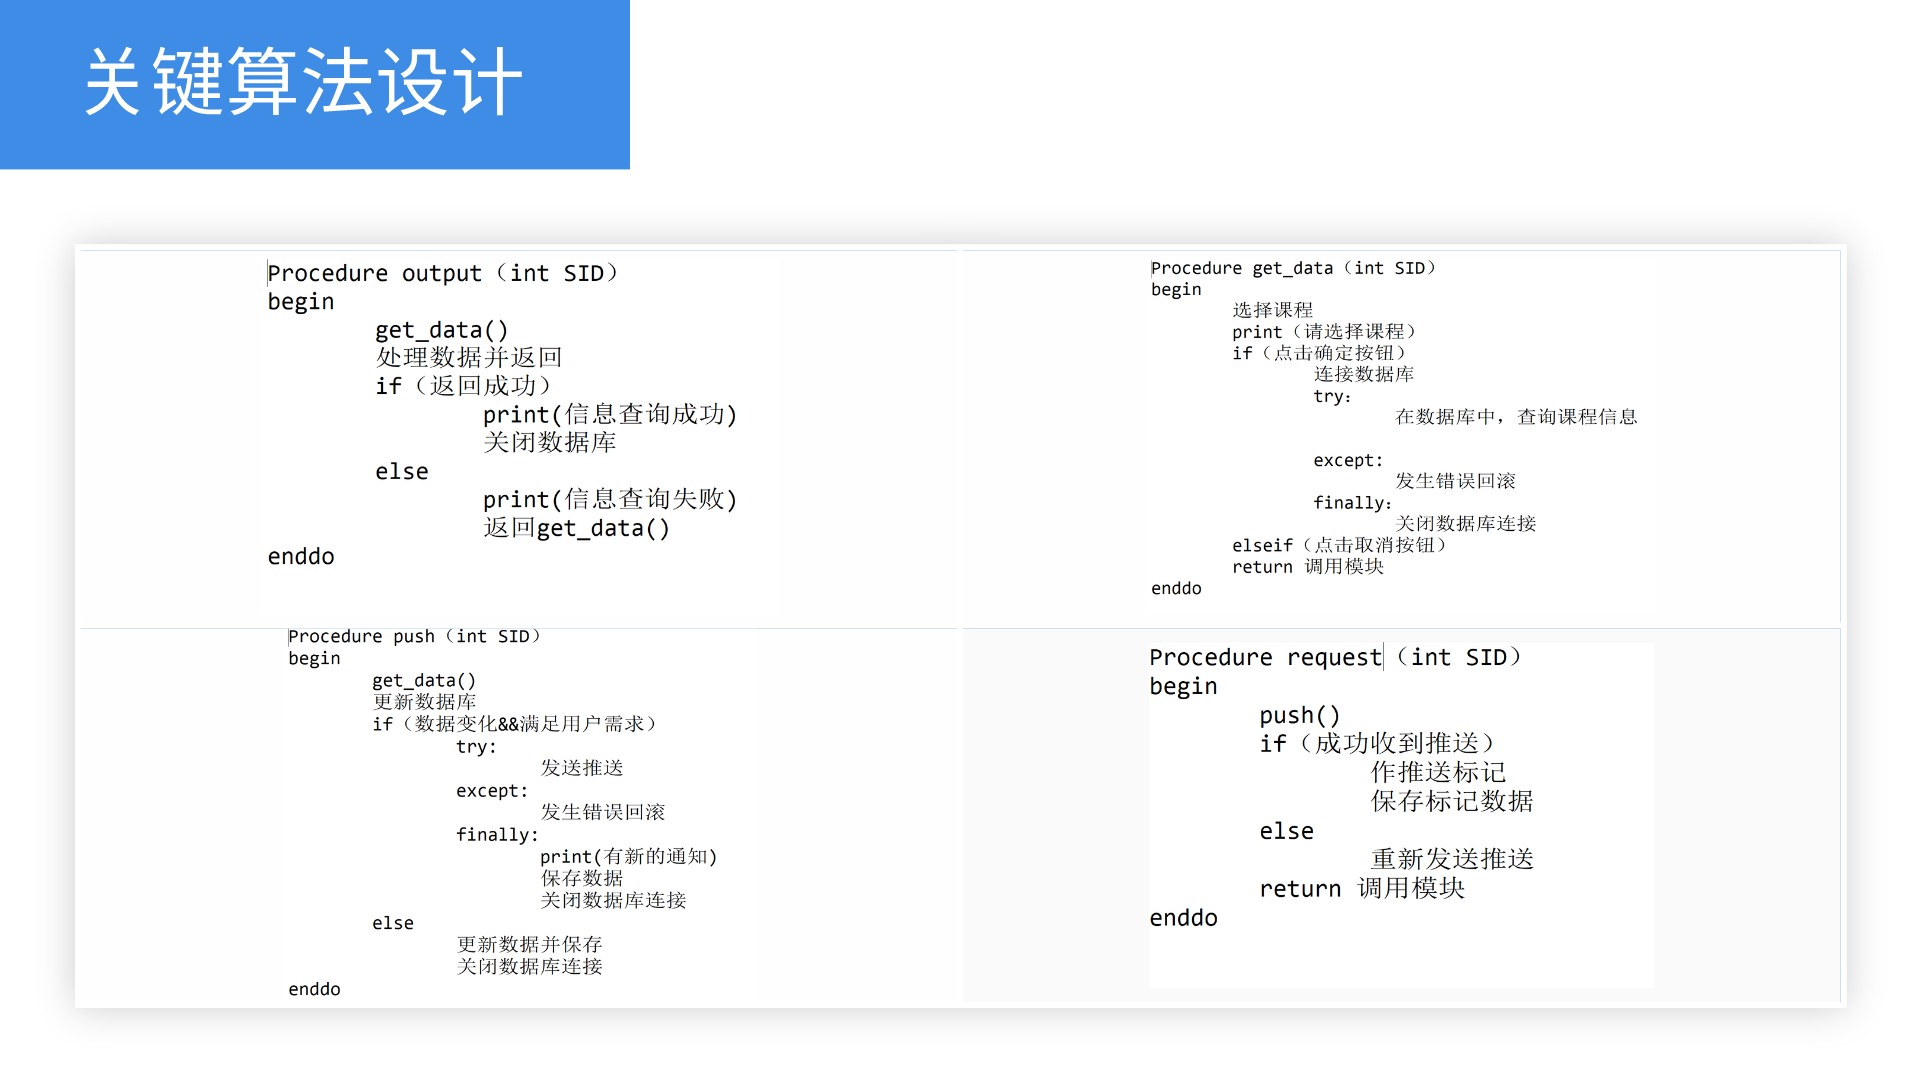 关键算法设计
Procedure output（int SID）
begin
get_data()
处理数据并返回
if（返回成功）
print(信息查询成功)
关闭数据库
else
print(信息查询失败)
返回get_data()
enddo
Procedure get_data（int SID）
begin
选择课程
print（请选择课程）
if（点击确定按钮）
连接数据库
try：
在数据库中，查询课程信息
except:
发生错误回滚
finally：
关闭数据库连接
elseif（点击取消按钮）
return 调用模块
enddo
Procedure push（int SID）
begin
get_data()
更新数据库
if（数据变化&&满足用户需求）
try:
发送推送
except:
发生错误回滚
finally:
print(有新的通知)
保存数据
关闭数据库连接
else
更新数据并保存
关闭数据库连接
enddo
Procedure request（int SID）
begin
push()
if（成功收到推送）
作推送标记
保存标记数据
else
重新发送推送
return 调用模块
enddo